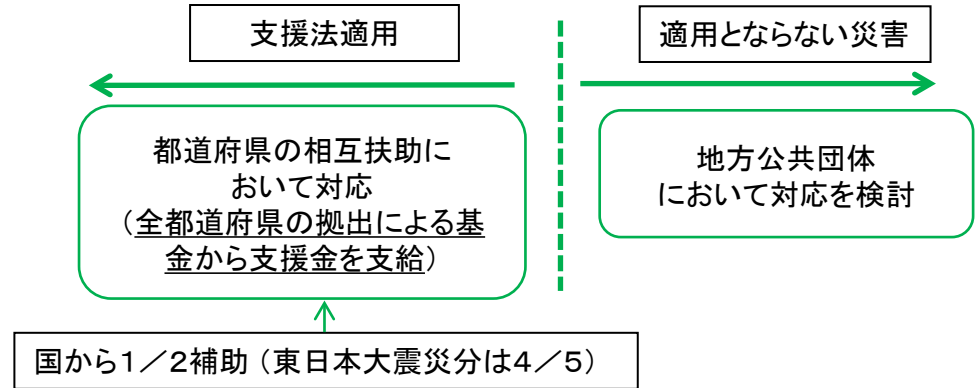 支援法適用
適用とならない災害
都道府県の相互扶助に
おいて対応
（全都道府県の拠出による基
金から支援金を支給）
地方公共団体
において対応を検討
国から１／２補助（東日本大震災分は４／５）